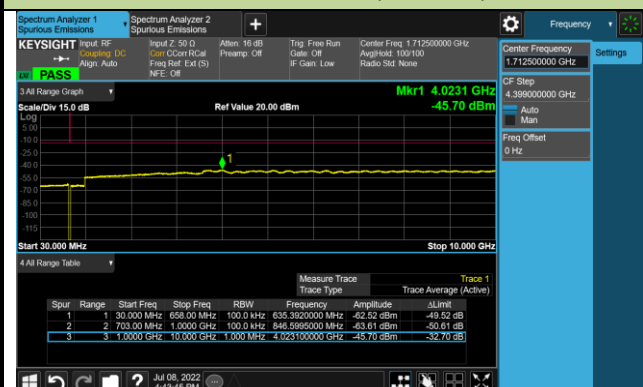 Spectrum Analyzer 1
Spurious Emissions
Spectrum Analyzer 2
Spurious Emissions
+
Frequency
KEYSIGHT
Input: RF
Coupling: DC
Align: Auto
Input Z: 50 Ω
Corr CCorr RCal
Freq Ref: Ext (S)
NFE: Off
Atten: 16 dB
Preamp: Off
Trig: Free Run
Gate: Off
IF Gain: Low
Center Freq: 1.712500000 GHz
Avg|Hold: 100/100
Radio Std: None
PASS
Center Frequency
1.712500000 GHz
Settings
CF Step
4.399000000 GHz
Auto
Man
Freq Offset
0 Hz
3 All Range Graph
Mkr1 4.0231 GHz
Scale/Div 15.0 dB
Ref Value 20.00 dBm
-45.70 dBm
Log
5.00
-10.0
-25.0
-40.0
-55.0
-70.0
-85.0
-100
-115
1
Start 30.000 MHz
Stop 10.000 GHz
4 All Range Table
Measure Trace
Trace 1
Trace Type
Trace Average (Active)
Spur Range Start Freq Stop Freq RBW Frequency Amplitude ΔLimit
1 1 30.000 MHz 658.00 MHz 100.0 kHz 635.3920000 MHz -62.52 dBm -49.52 dB
2 2 703.00 MHz 1.0000 GHz 100.0 kHz 846.5995000 MHz -63.61 dBm -50.61 dB
3 3 1.0000 GHz 10.000 GHz 1.000 MHz 4.023100000 GHz -45.70 dBm -32.70 dB
?
Jul 08, 2022